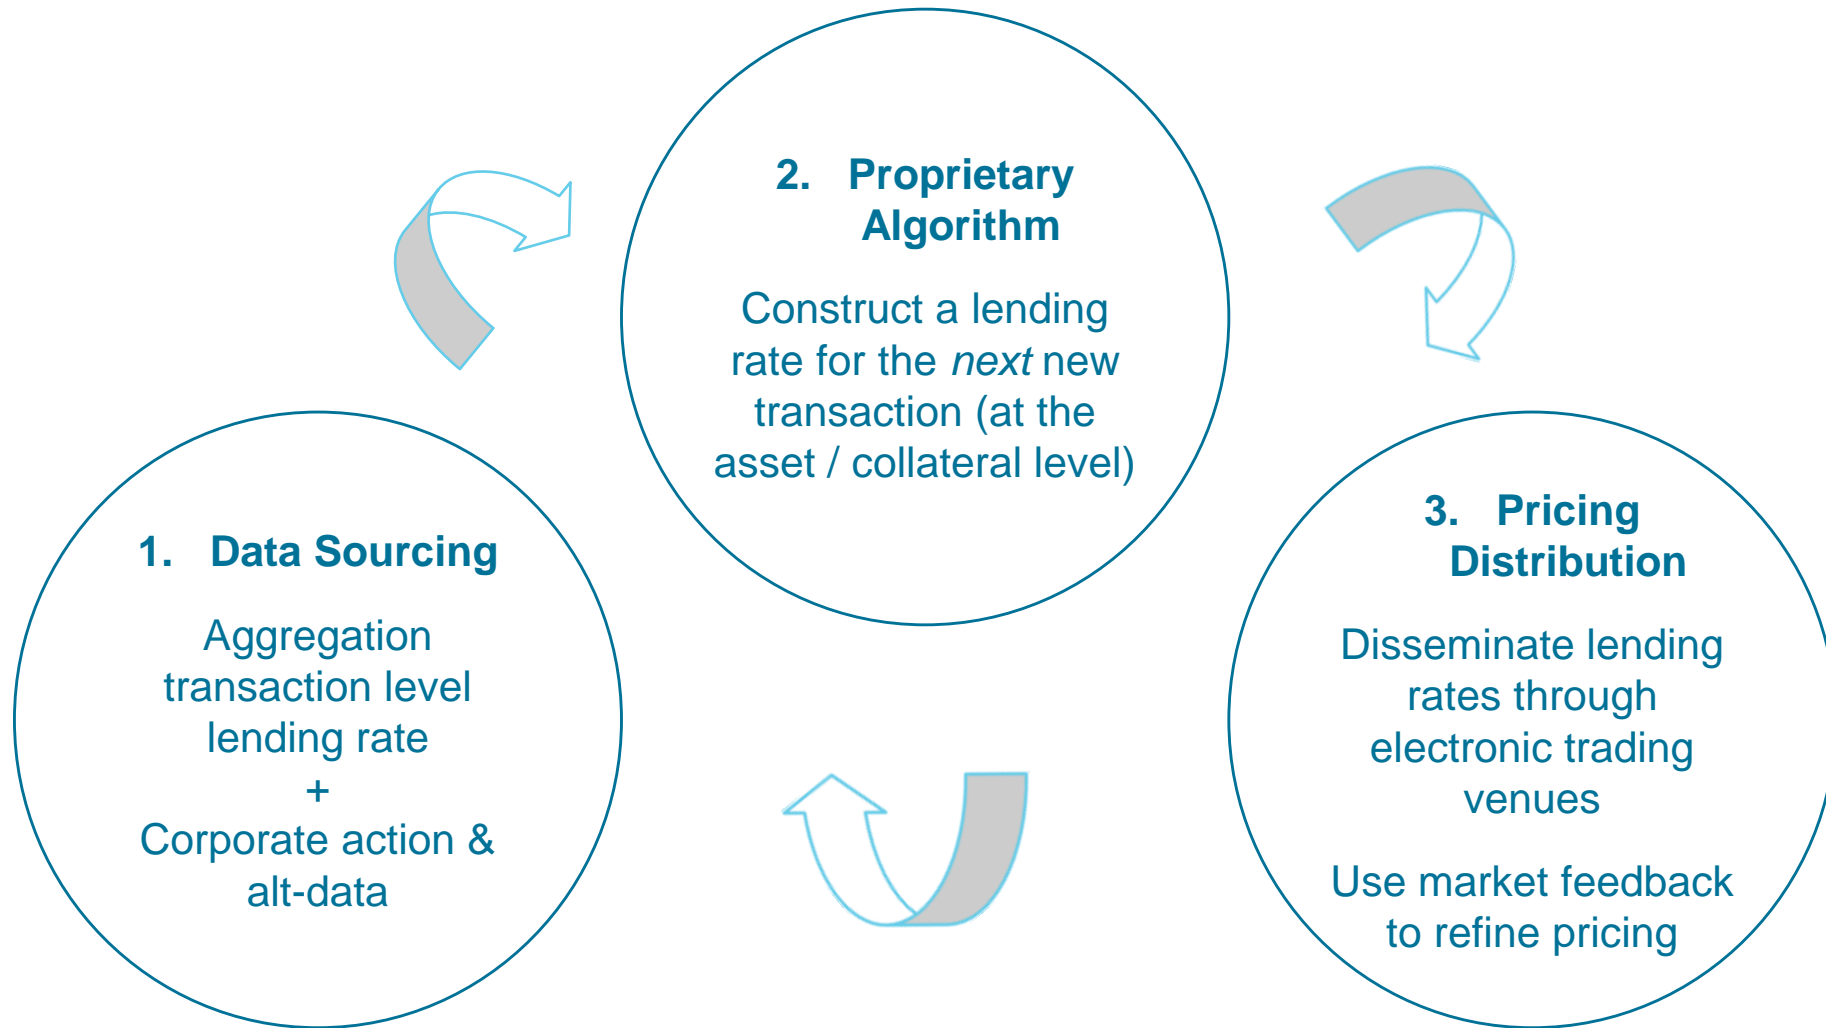 1. Data Sourcing
Aggregation
transaction level
lending rate
+
Corporate action &
alt-data
2. Proprietary
Algorithm
Construct a lending
rate for the next new
transaction (at the
asset / collateral level)
3. Pricing
Distribution
Disseminate lending
rates through
electronic trading
venues
Use market feedback
to refine pricing